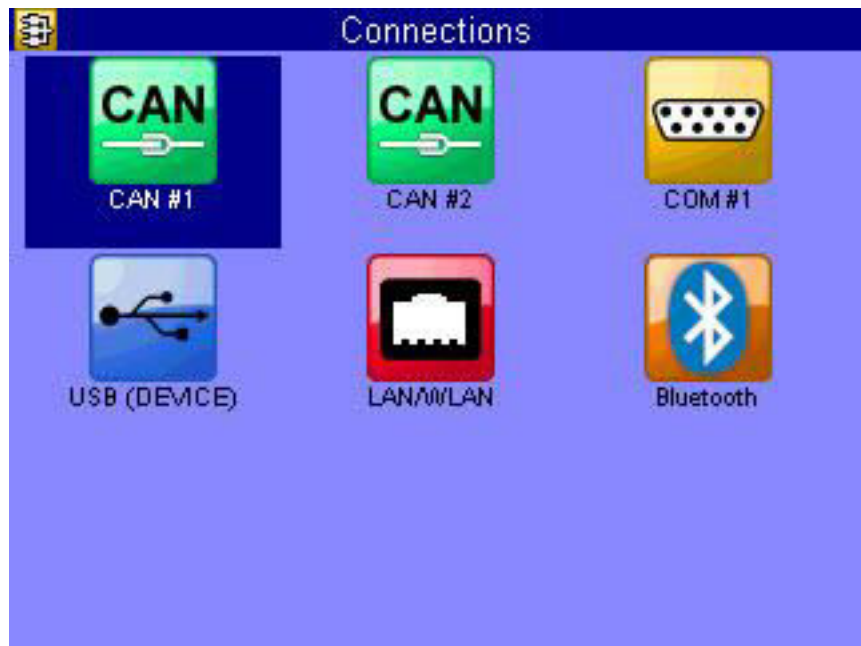 Connections
CAN
CAN #1
CAN
CAN #2
COM #1
USB (DEVICE)
LAN/WLAN
Bluetooth